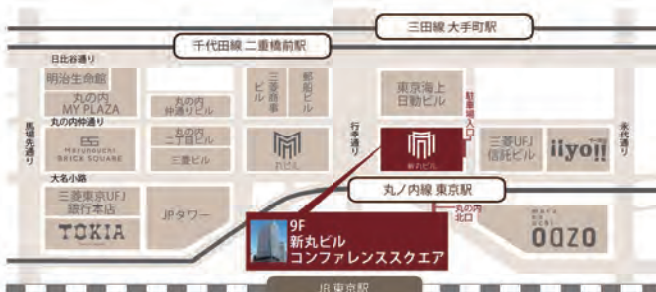 三田線 大手町駅
千代田線 二重橋前駅
日比谷通り
明治生命館
丸の内
MY PLAZA
丸の内
仲通りビル
三菱商事
ビル
郵船ビル
東京海上
日動ビル
駐車場入口
丸の内仲通り
馬場先通り
Marunouchi
BRICK SQUARE
丸の内
二丁目ビル
三菱ビル
丸ビル
行幸通り
新丸ビル
三菱UFJ
信託ビル
iiyo!!
永代通り
大名小路
丸ノ内線 東京駅
三菱東京UFJ
銀行本店
TOKIA
JPタワー
丸の内
北口
9F
新丸ビル
コンファレンススクエア
maru
no
uchi
OAZO
JR 東京駅